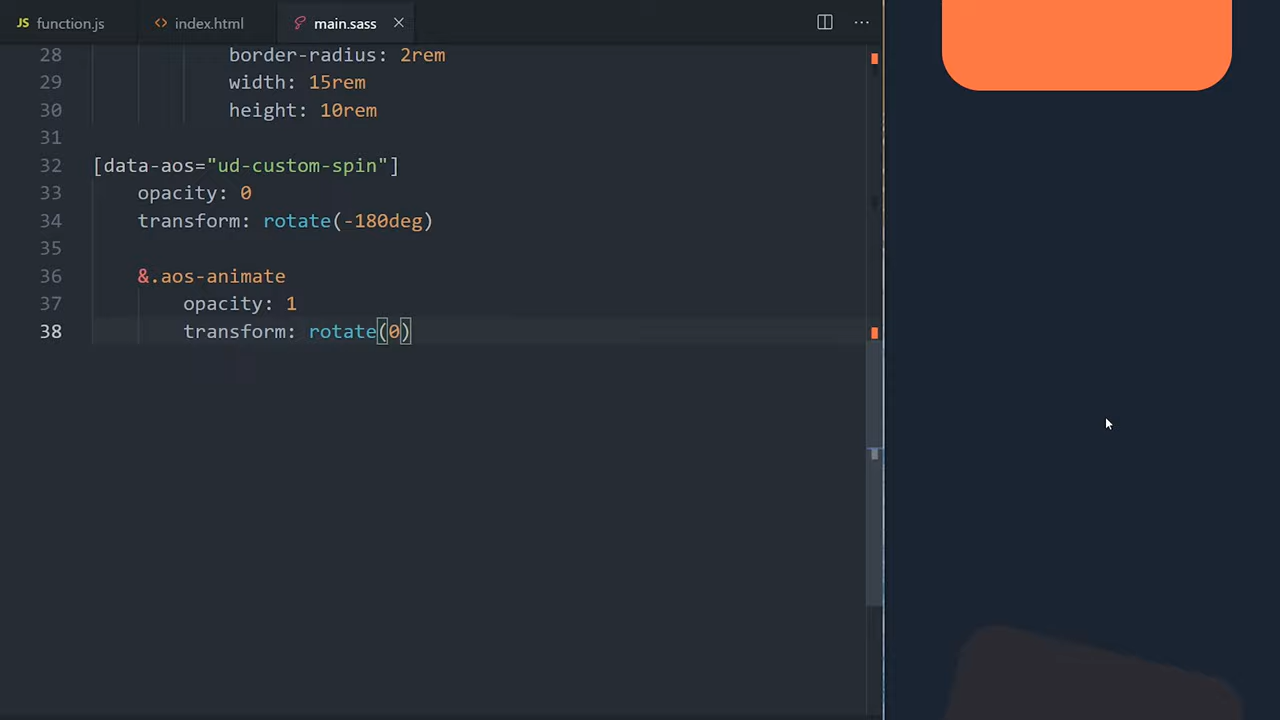 JS function.js <> index.html main.sass × ...
28 border-radius: 2rem
29 width: 15rem
30 height: 10rem
31
32 [data-aos="ud-custom-spin"]
33 opacity: 0
34 transform: rotate(-180deg)
35
36 &.aos-animate
37 opacity: 1
38 transform: rotate(0)